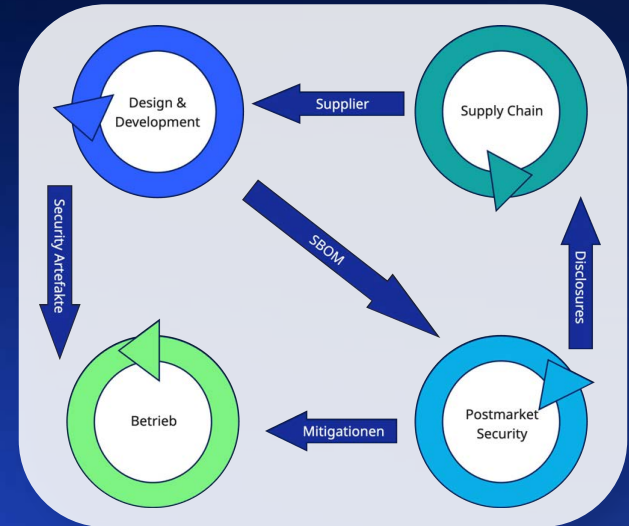 Design &
Development
Supplier
Supply Chain
Security Artefakte
SBOM
Disclosures
Betrieb
Mitigationen
Postmarket
Security